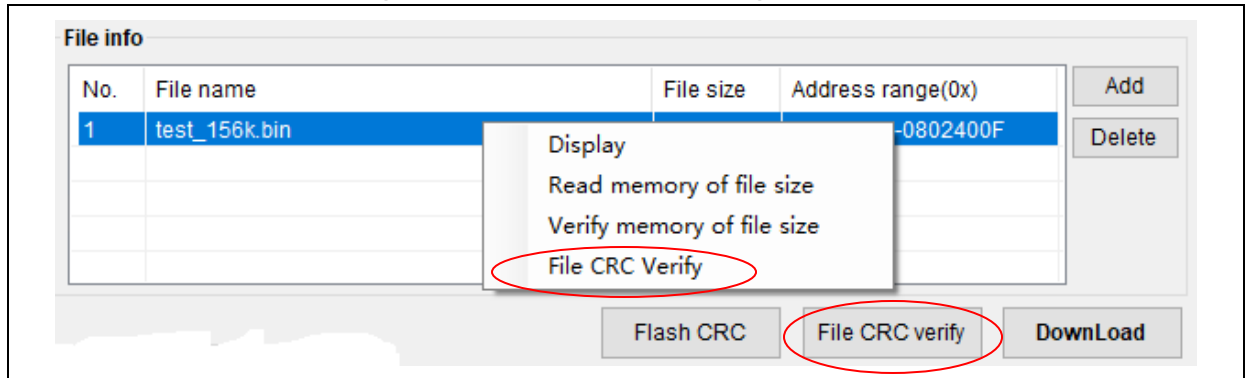 File info
No. File name File size Address range(0x) Add
1 test_156k.bin -0802400F Delete
Display
Read memory of file size
Verify memory of file size
File CRC Verify
Flash CRC File CRC verify DownLoad